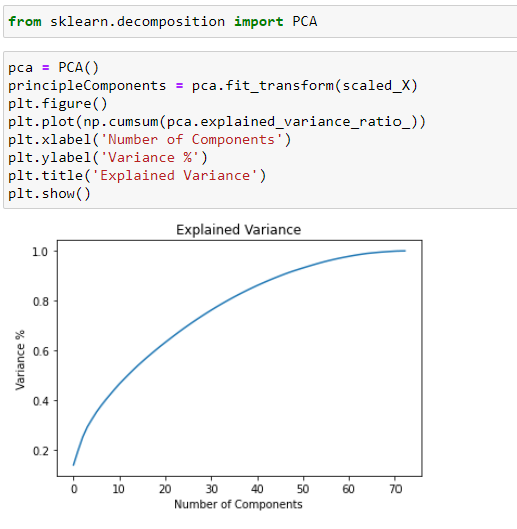 from sklearn.decomposition import PCA
pca = PCA()
principleComponents = pca.fit_transform(scaled_X)
plt.figure()
plt.plot(np.cumsum(pca.explained_variance_ratio_))
plt.xlabel('Number of Components')
plt.ylabel('Variance %')
plt.title('Explained Variance')
plt.show()
Explained Variance
1.0
0.8
0.6
0.4
0.2
Variance %
0 10 20 30 40 50 60 70
Number of Components